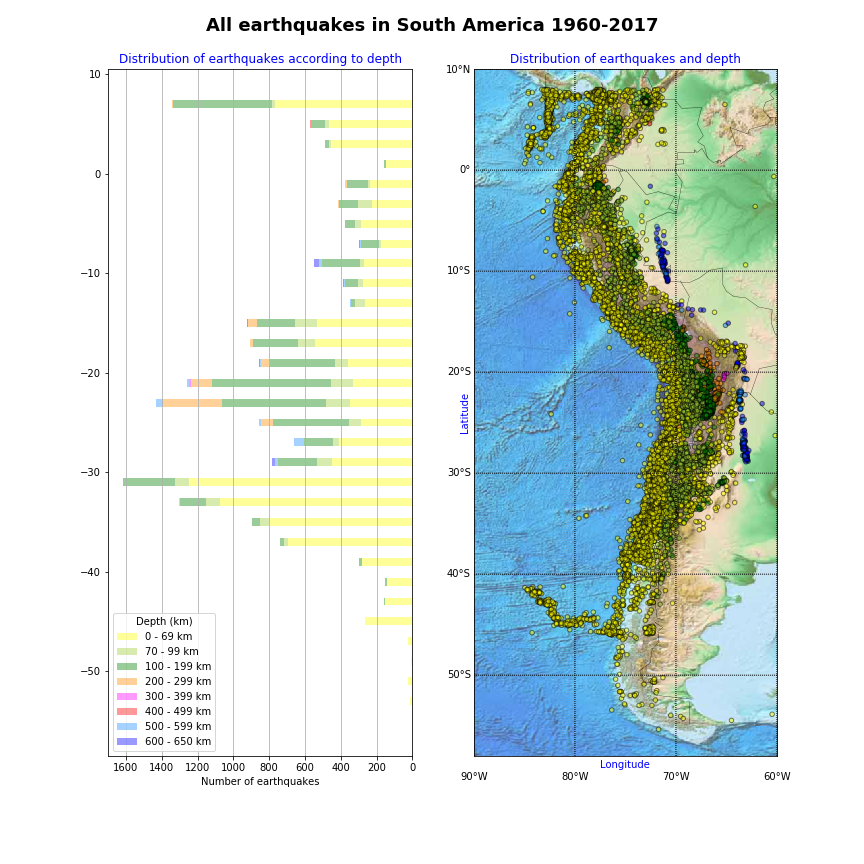 All earthquakes in South America 1960-2017
Distribution of earthquakes according to depth
10
0
−10
−20
−30
−40
−50
Depth (km)
0 - 69 km
70 - 99 km
100 - 199 km
200 - 299 km
300 - 399 km
400 - 499 km
500 - 599 km
600 - 650 km
1600 1400 1200 1000 800 600 400 200 0
Number of earthquakes
Distribution of earthquakes and depth
10°N
0°
10°S
20°S
Latitude
30°S
40°S
50°S
Longitude
90°W 80°W 70°W 60°W